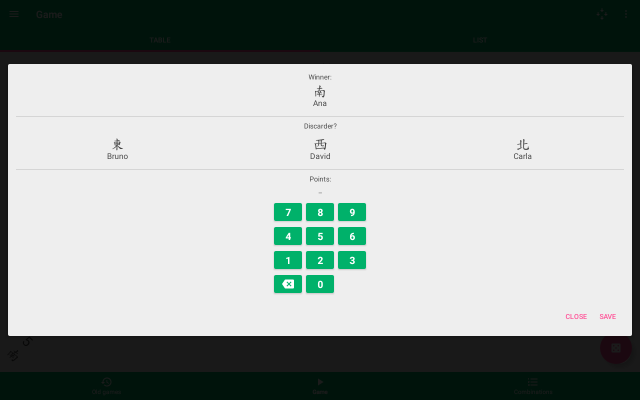 Game
TABLE
LIST
Winner:
南
Ana
Discarder?
東
西
北
Bruno
David
Carla
Points:
–
7 8 9
4 5 6
1 2 3
0
CLOSE
SAVE
Game